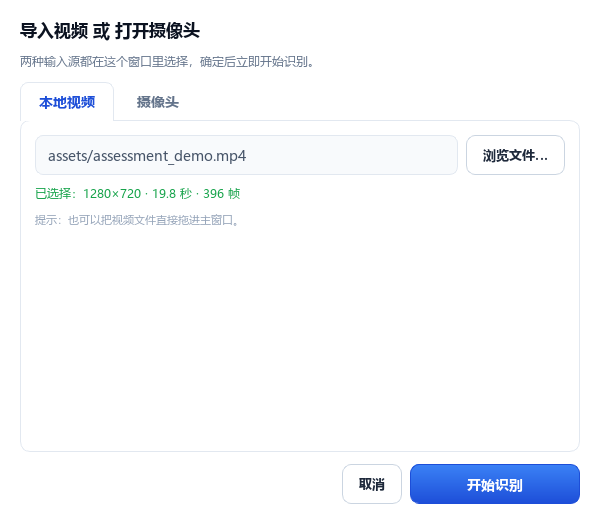 导入视频 或 打开摄像头
两种输入源都在这个窗口里选择，确定后立即开始识别。
本地视频 摄像头
assets/assessment_demo.mp4 浏览文件...
已选择：1280×720 · 19.8 秒 · 396 帧
提示：也可以把视频文件直接拖进主窗口。
取消 开始识别